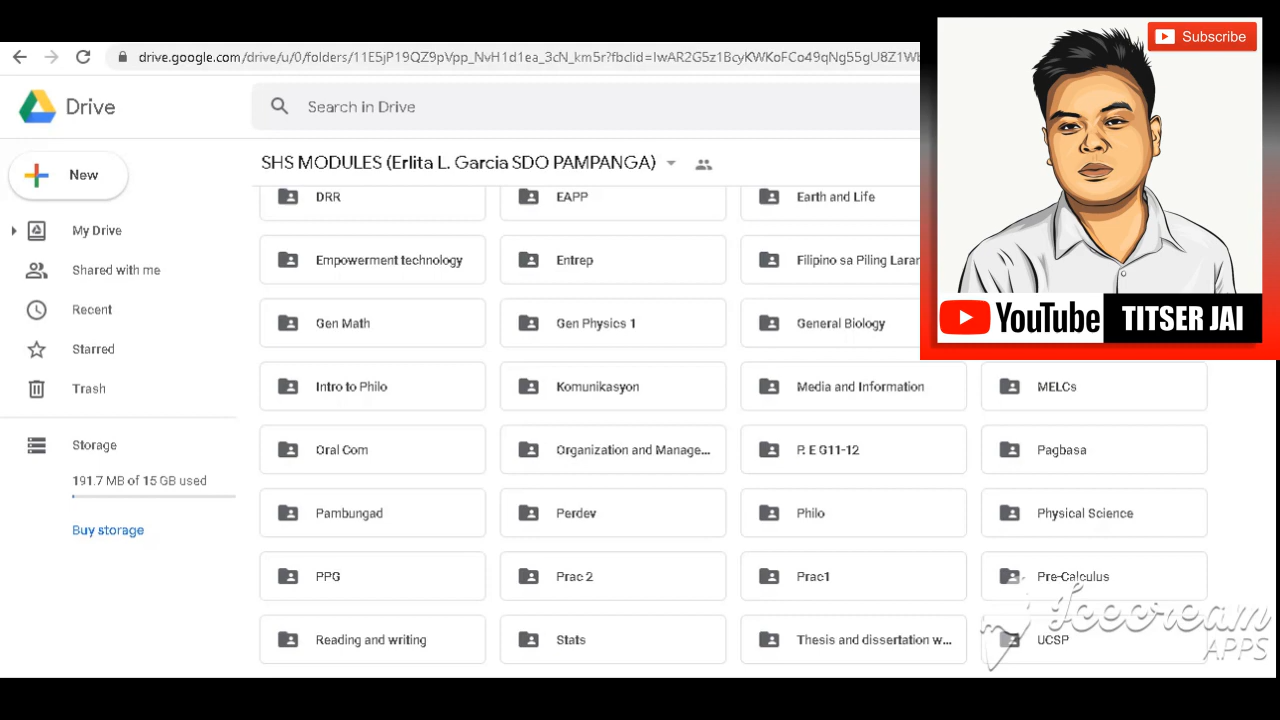 drive.google.com/drive/u/0/folders/11E5jP19QZ9pVpp_NvH1d1ea_3cN_km5r?fbclid=IwAR2G5z1BcyKWKoFCo49qNg55gU8Z1W
Subscribe
Drive
Search in Drive
SHS MODULES (Erlita L. Garcia SDO PAMPANGA)
New
DRR
EAPP
Earth and Life
My Drive
Shared with me
Empowerment technology
Entrep
Filipino sa Piling Laran
Recent
Gen Math
Gen Physics 1
General Biology
YouTube TITSER JAI
Starred
Trash
Intro to Philo
Komunikasyon
Media and Information
MELCs
Storage
Oral Com
Organization and Manage...
P. E G11-12
Pagbasa
191.7 MB of 15 GB used
Buy storage
Pambungad
Perdev
Philo
Physical Science
PPG
Prac 2
Prac1
Pre-Calculus
Icecream
APPS
Reading and writing
Stats
Thesis and dissertation w...
UCSP